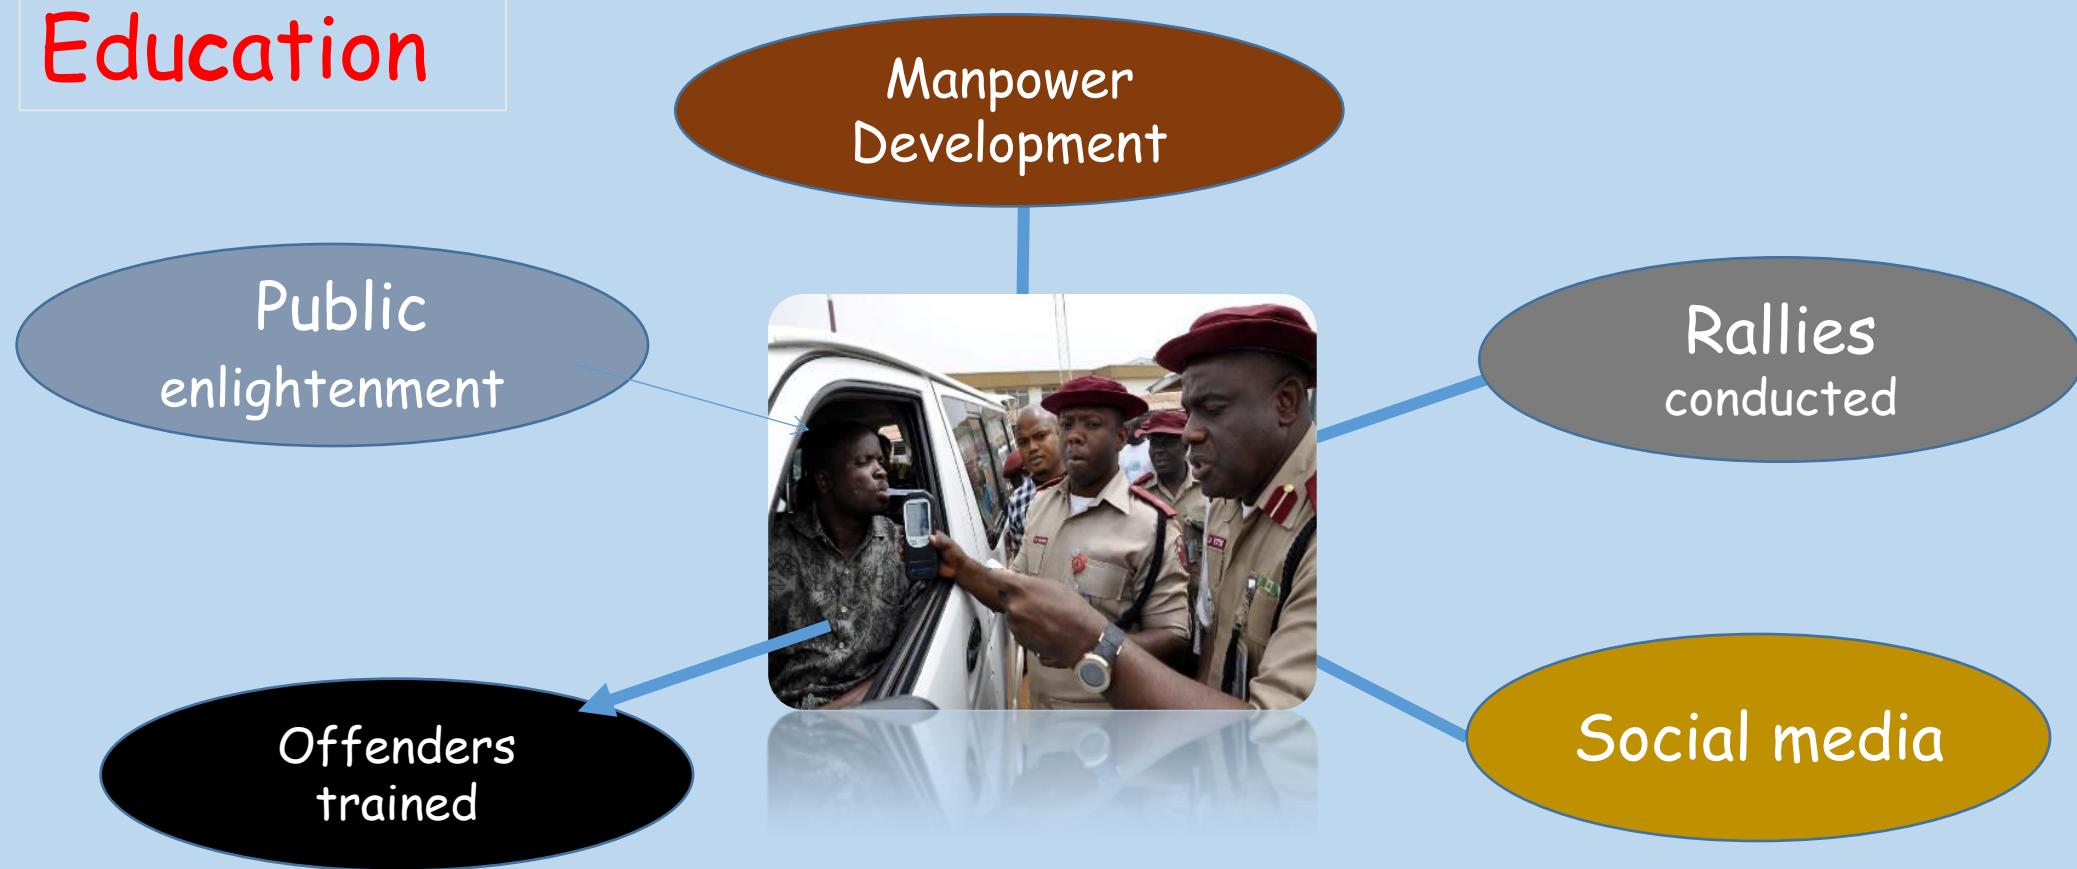 Education
Manpower
Development
Public
enlightenment
Rallies
conducted
Offenders
trained
Social media